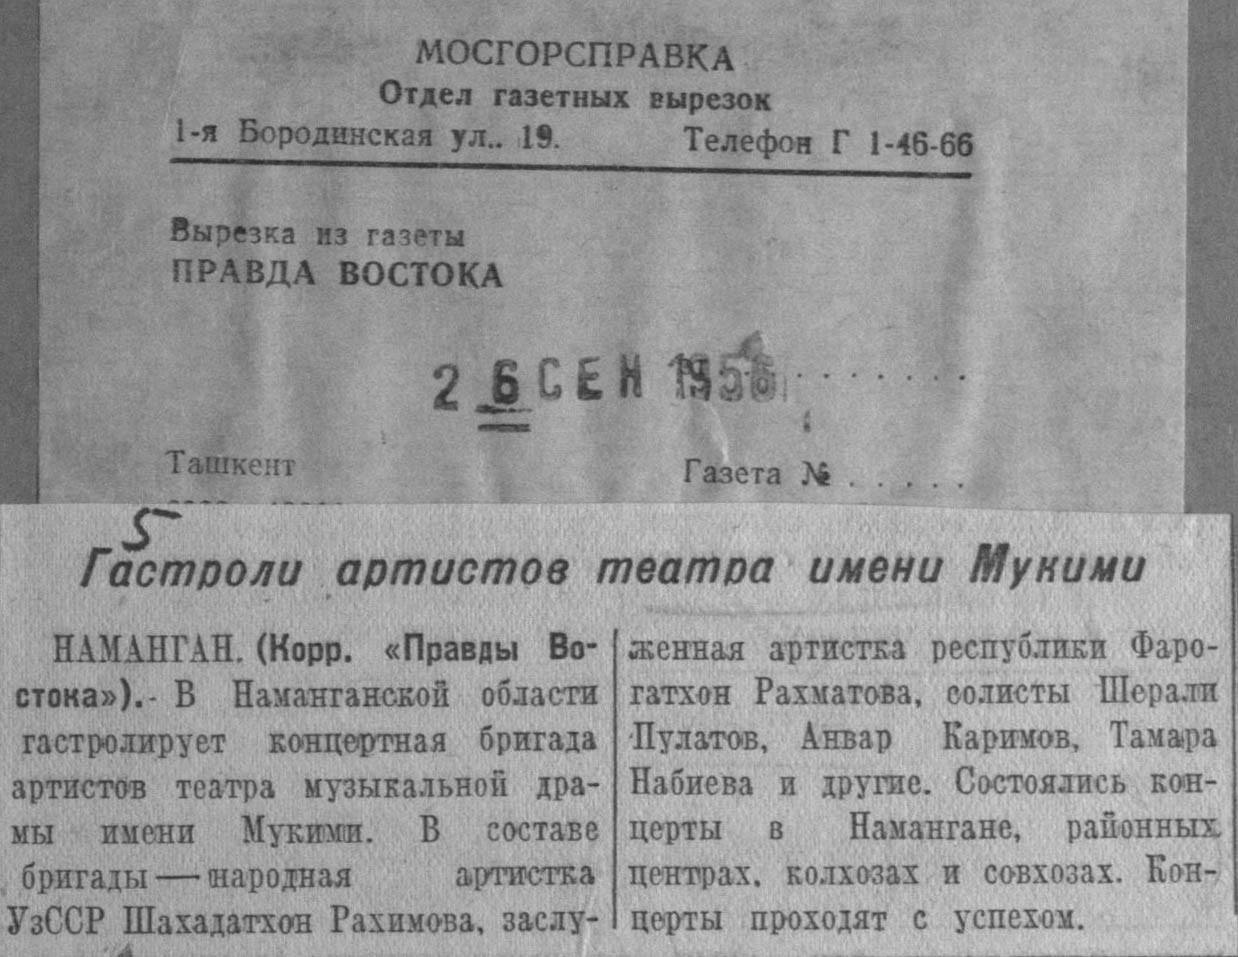 МОСГОРСПРАВКА
Отдел газетных вырезок
1-я Бородинская ул.. 19. Телефон Г 1-46-66
Вырезка из газеты
ПРАВДА ВОСТОКА
2 6 СЕН 1956
Ташкент Газета № . . . . .
5
Гастроли артистов театра имени Мукими
НАМАНГАН. (Корр. «Правды Во-
стока»).- В Наманганской области
гастролирует концертная бригада
артистов театра музыкальной дра-
мы имени Мукими. В составе
бригады — народная артистка
УзССР Шахадатхон Рахимова, заслу-
женная артистка республики Фаро-
гатхон Рахматова, солисты Шерали
Пулатов, Анвар Каримов, Тамара
Набиева и другие. Состоялись кон-
церты в Намангане, районных
центрах, колхозах и совхозах. Кон-
церты проходят с успехом.